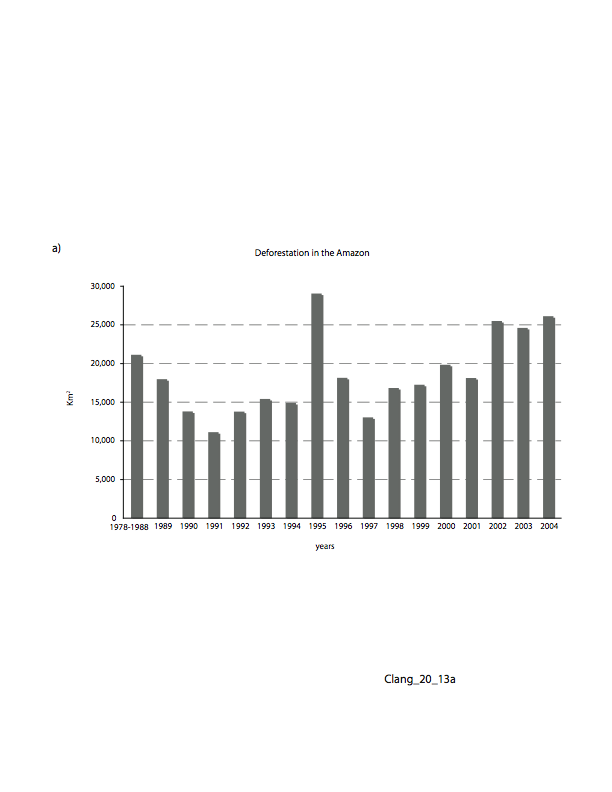 a)
Deforestation in the Amazon
30,000
25,000
20,000
15,000
10,000
5,000
0
Km²
1978-1988 1989 1990 1991 1992 1993 1994 1995 1996 1997 1998 1999 2000 2001 2002 2003 2004
years
Clang_20_13a